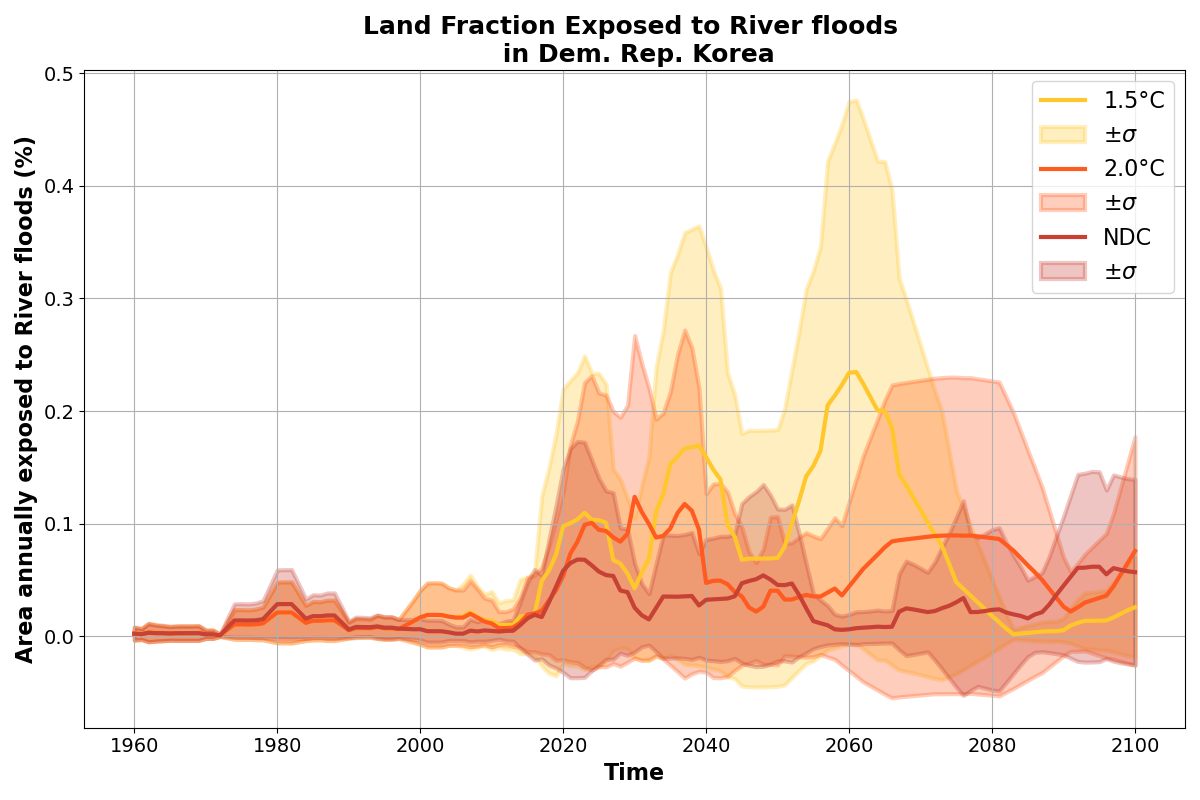 Land Fraction Exposed to River floods
in Dem. Rep. Korea
Area annually exposed to River floods (%)
0.5
0.4
0.3
0.2
0.1
0.0
1960 1980 2000 2020 2040 2060 2080 2100
Time
1.5°C
±σ
2.0°C
±σ
NDC
±σ